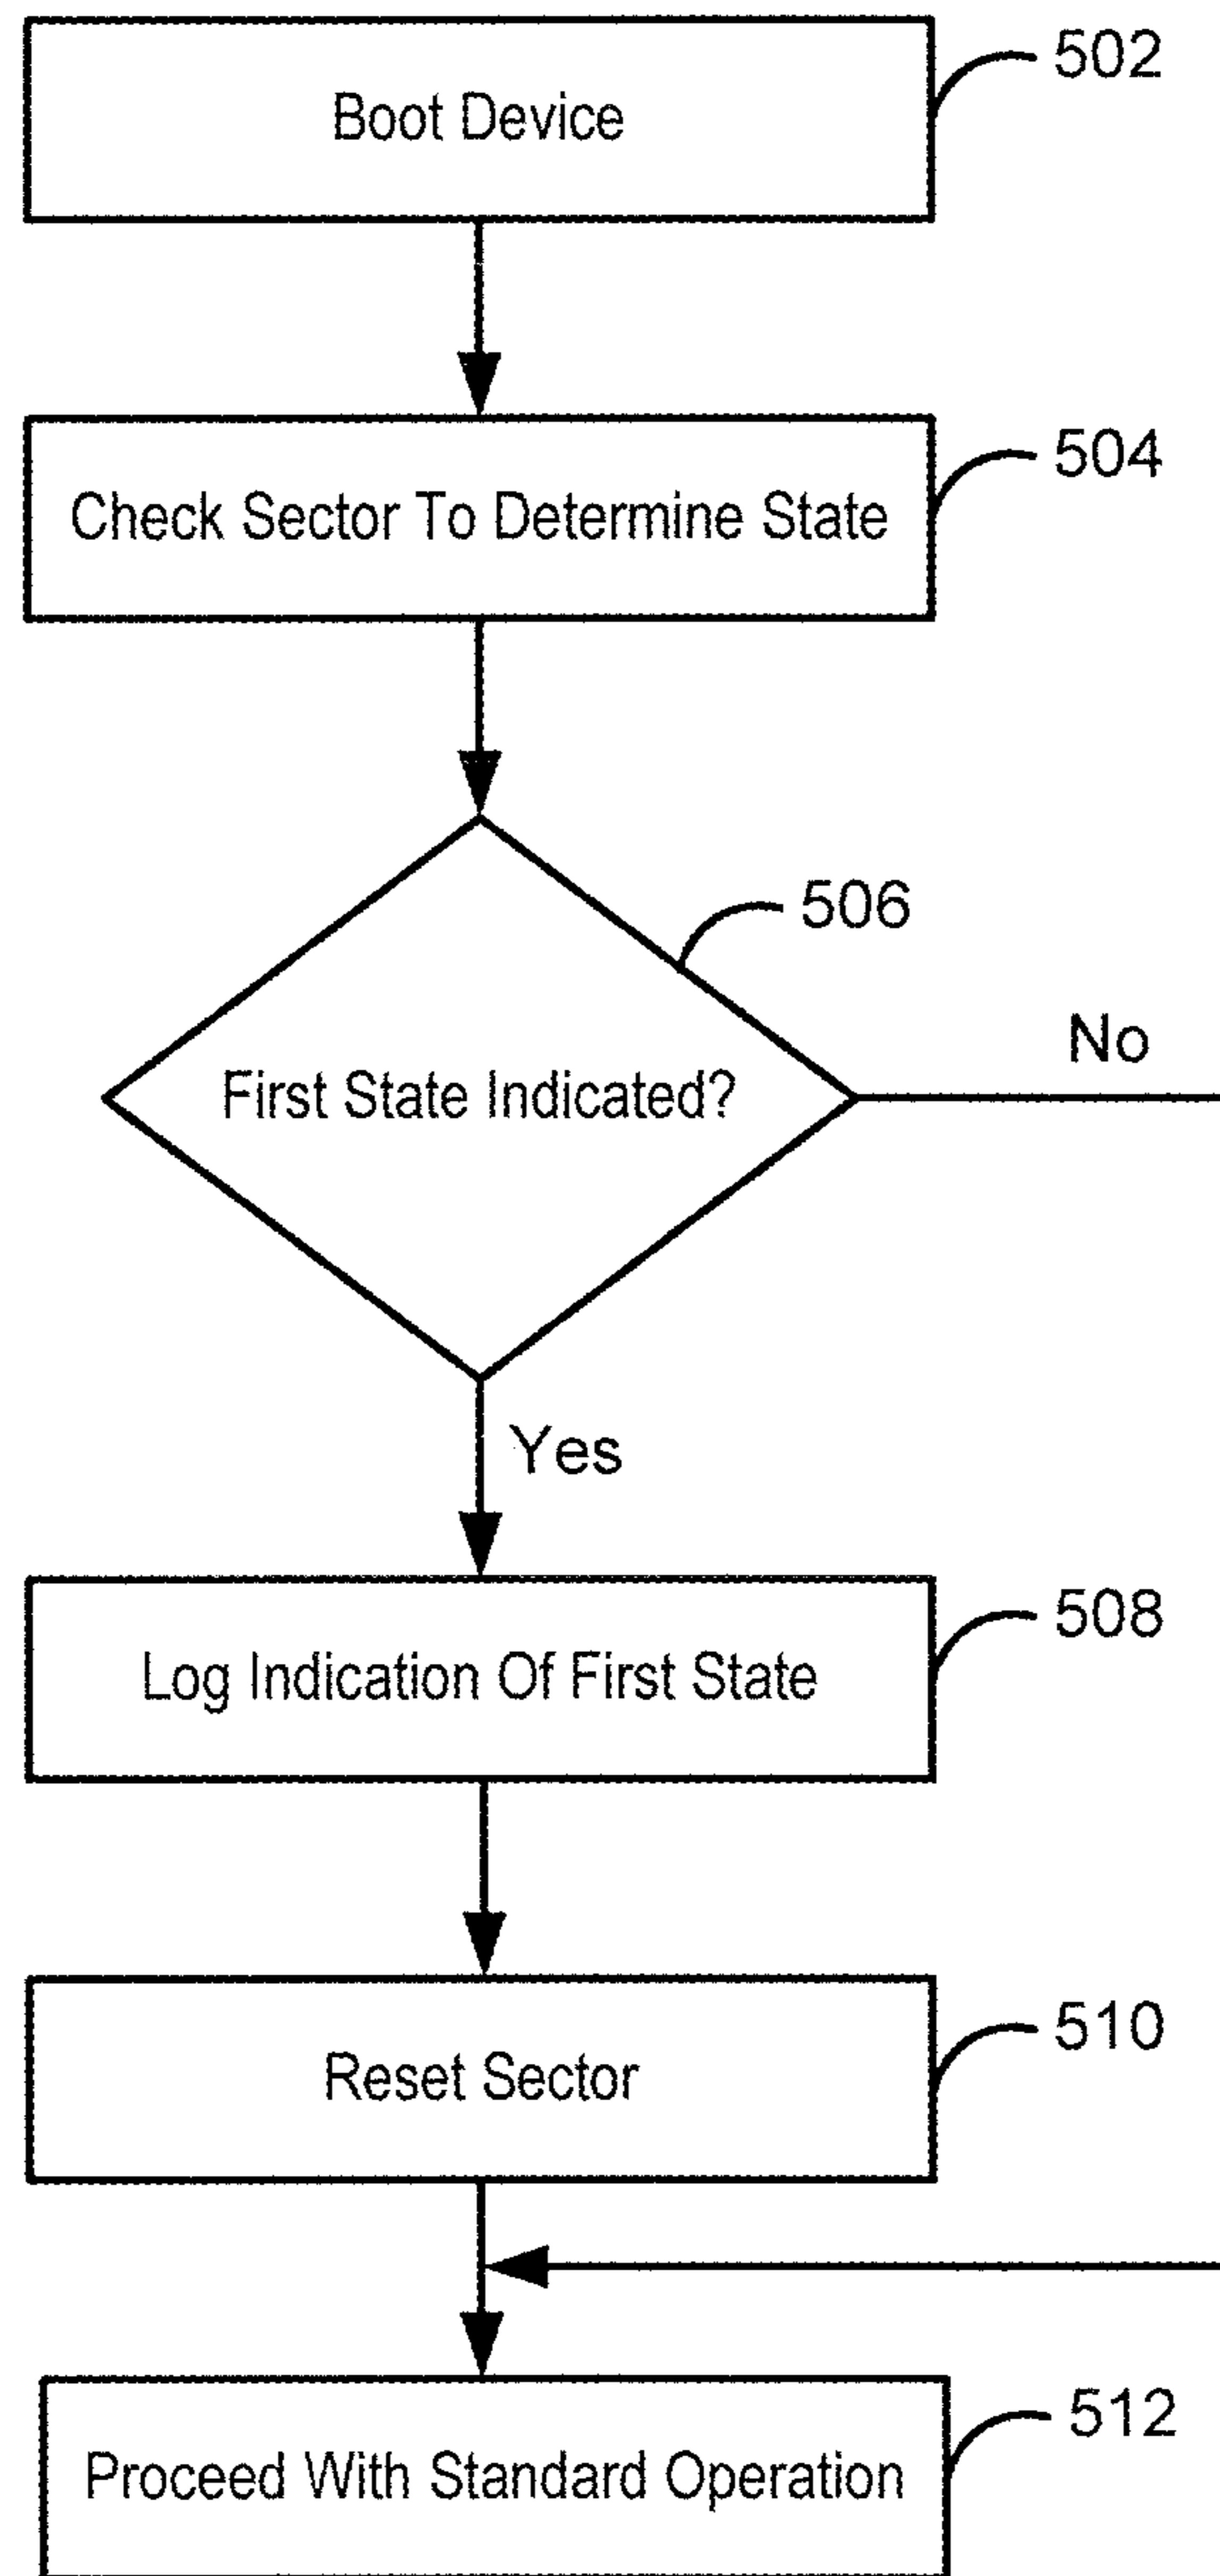 502
Boot Device
504
Check Sector To Determine State
506
No
First State Indicated?
Yes
508
Log Indication Of First State
510
Reset Sector
512
Proceed With Standard Operation